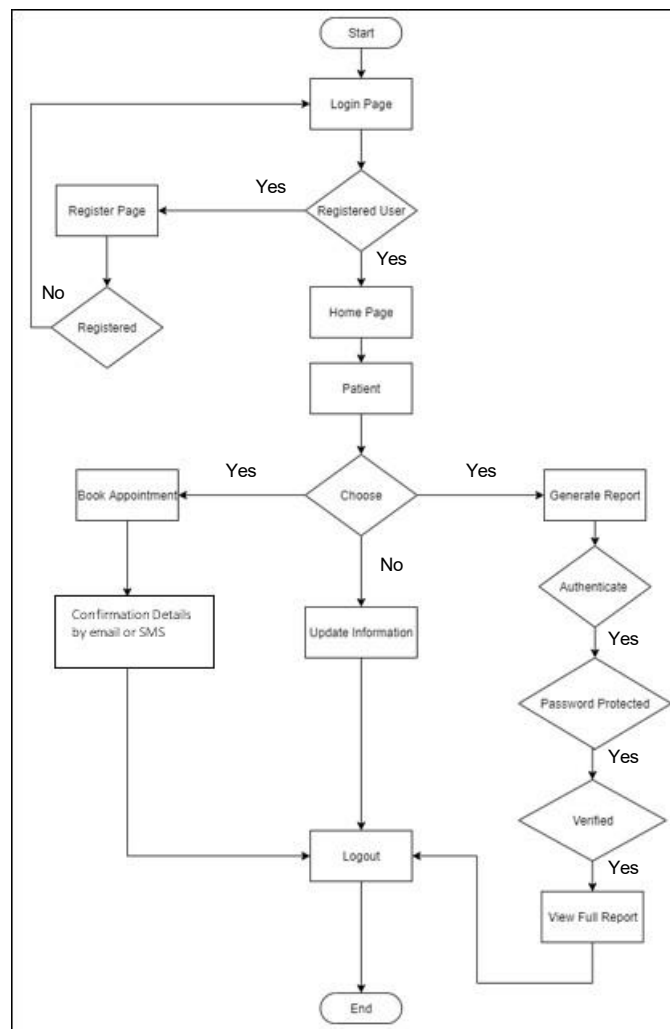 Start
Login Page
Yes
Register Page
Registered User
Yes
No
Registered
Home Page
Patient
Yes
Yes
Book Appointment
Choose
Generate Report
No
Authenticate
Confirmation Details
by email or SMS
Update Information
Yes
Password Protected
Yes
Verified
Logout
Yes
View Full Report
End